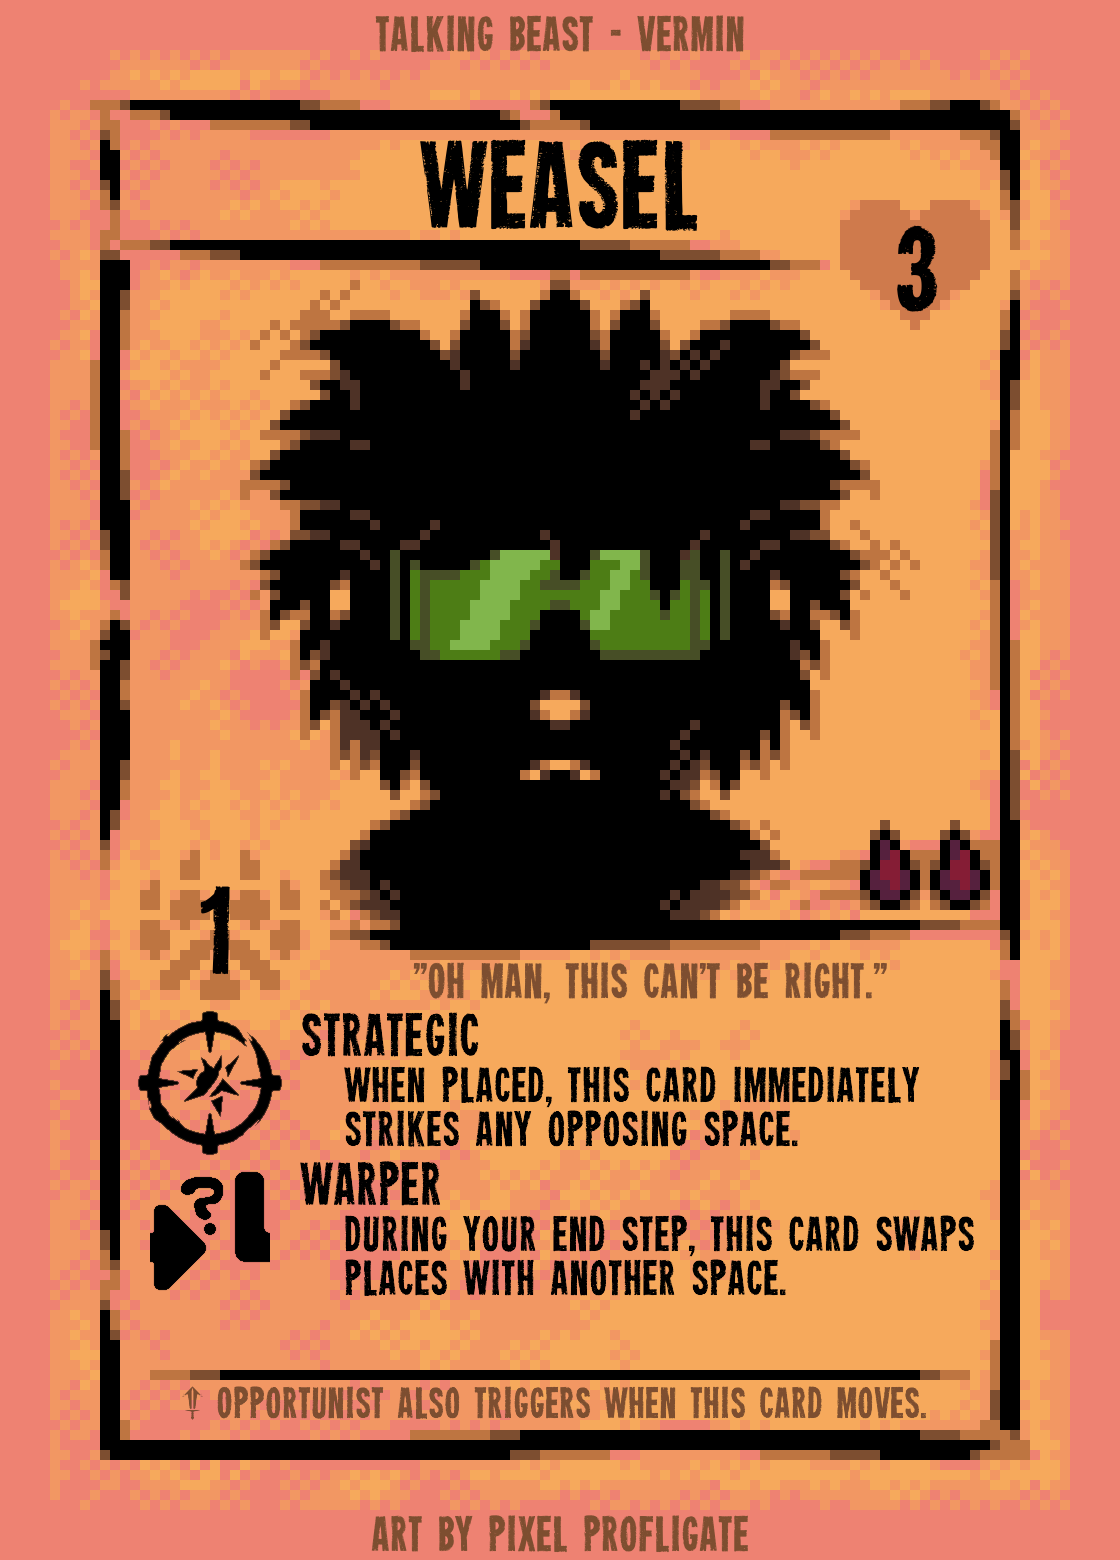 TALKING BEAST - VERMIN
WEASEL
3
1
"OH MAN, THIS CAN'T BE RIGHT."
STRATEGIC
WHEN PLACED, THIS CARD IMMEDIATELY
STRIKES ANY OPPOSING SPACE.
?
WARPER
DURING YOUR END STEP, THIS CARD SWAPS
PLACES WITH ANOTHER SPACE.
OPPORTUNIST ALSO TRIGGERS WHEN THIS CARD MOVES.
ART BY PIXEL PROFLIGATE